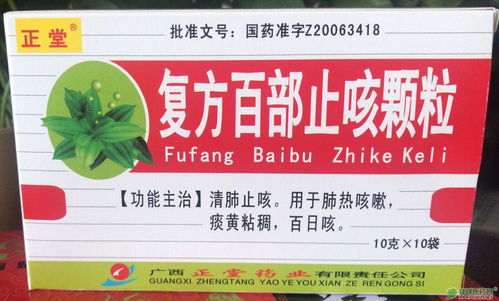 正堂®
批准文号：国药准字Z20063418
复方百部止咳颗粒
Fufang Baibu Zhike Keli
【功能主治】清肺止咳。用于肺热咳嗽，
痰黄粘稠，百日咳。
10克×10袋
广西正堂药业有限责任公司
GUANGXI ZHENGTANG YAO YE YOU XIAN ZE REN GONG SI